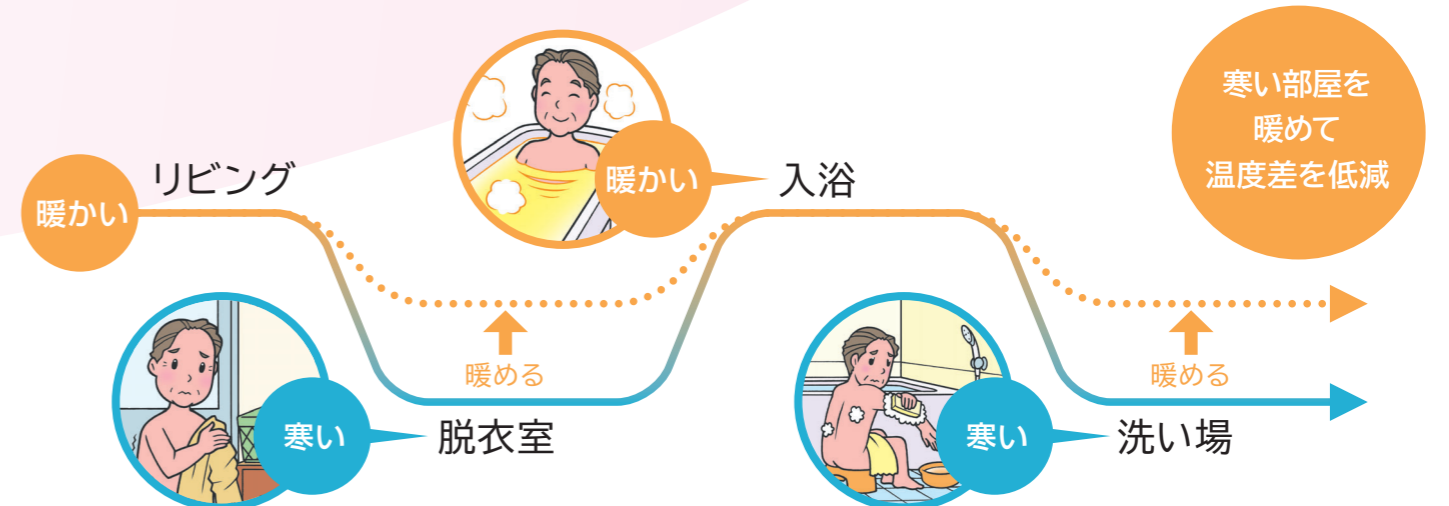 暖かい
リビング
寒い
脱衣室
暖める
暖かい
入浴
寒い
洗い場
暖める
寒い部屋を
暖めて
温度差を低減